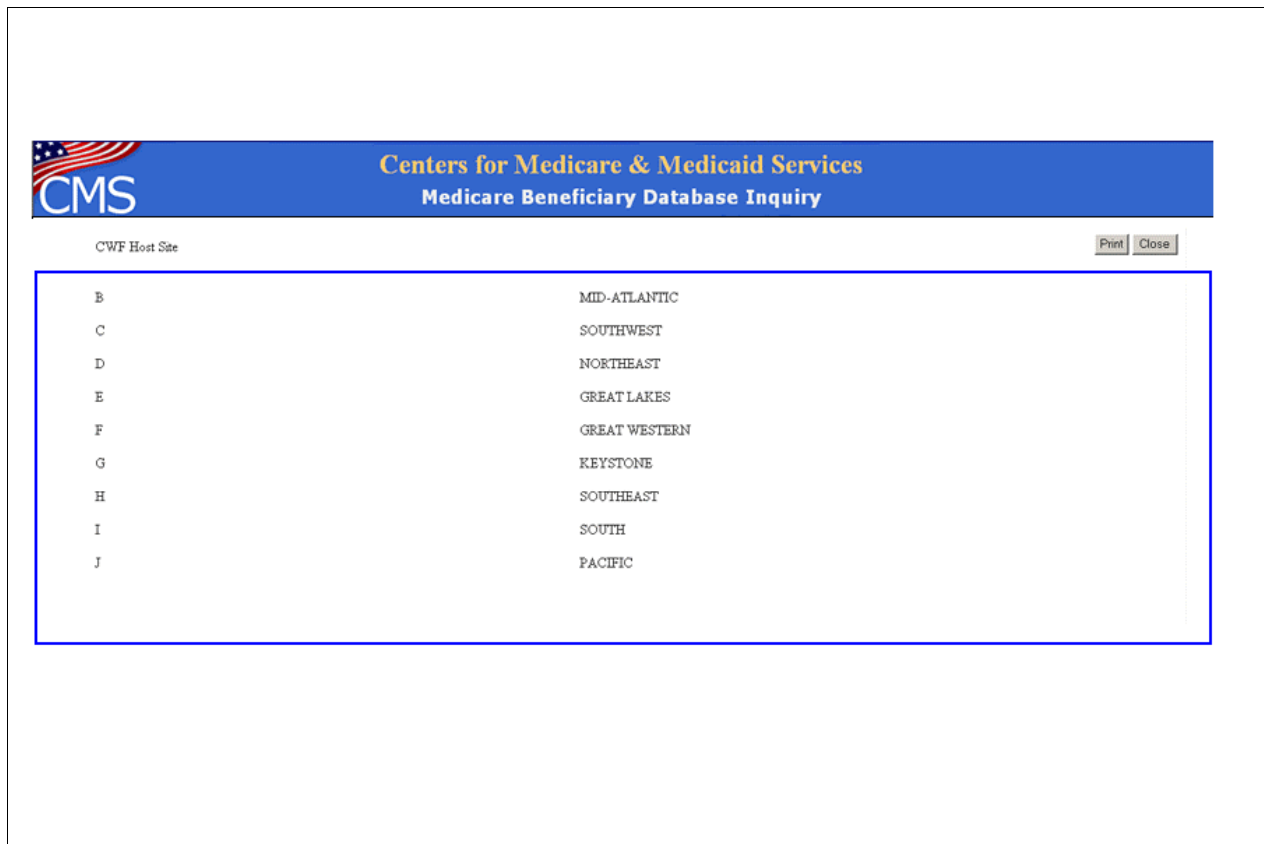 CMS
Centers for Medicare & Medicaid Services
Medicare Beneficiary Database Inquiry
CWF Host Site Print Close
B MID-ATLANTIC
C SOUTHWEST
D NORTHEAST
E GREAT LAKES
F GREAT WESTERN
G KEYSTONE
H SOUTHEAST
I SOUTH
J PACIFIC